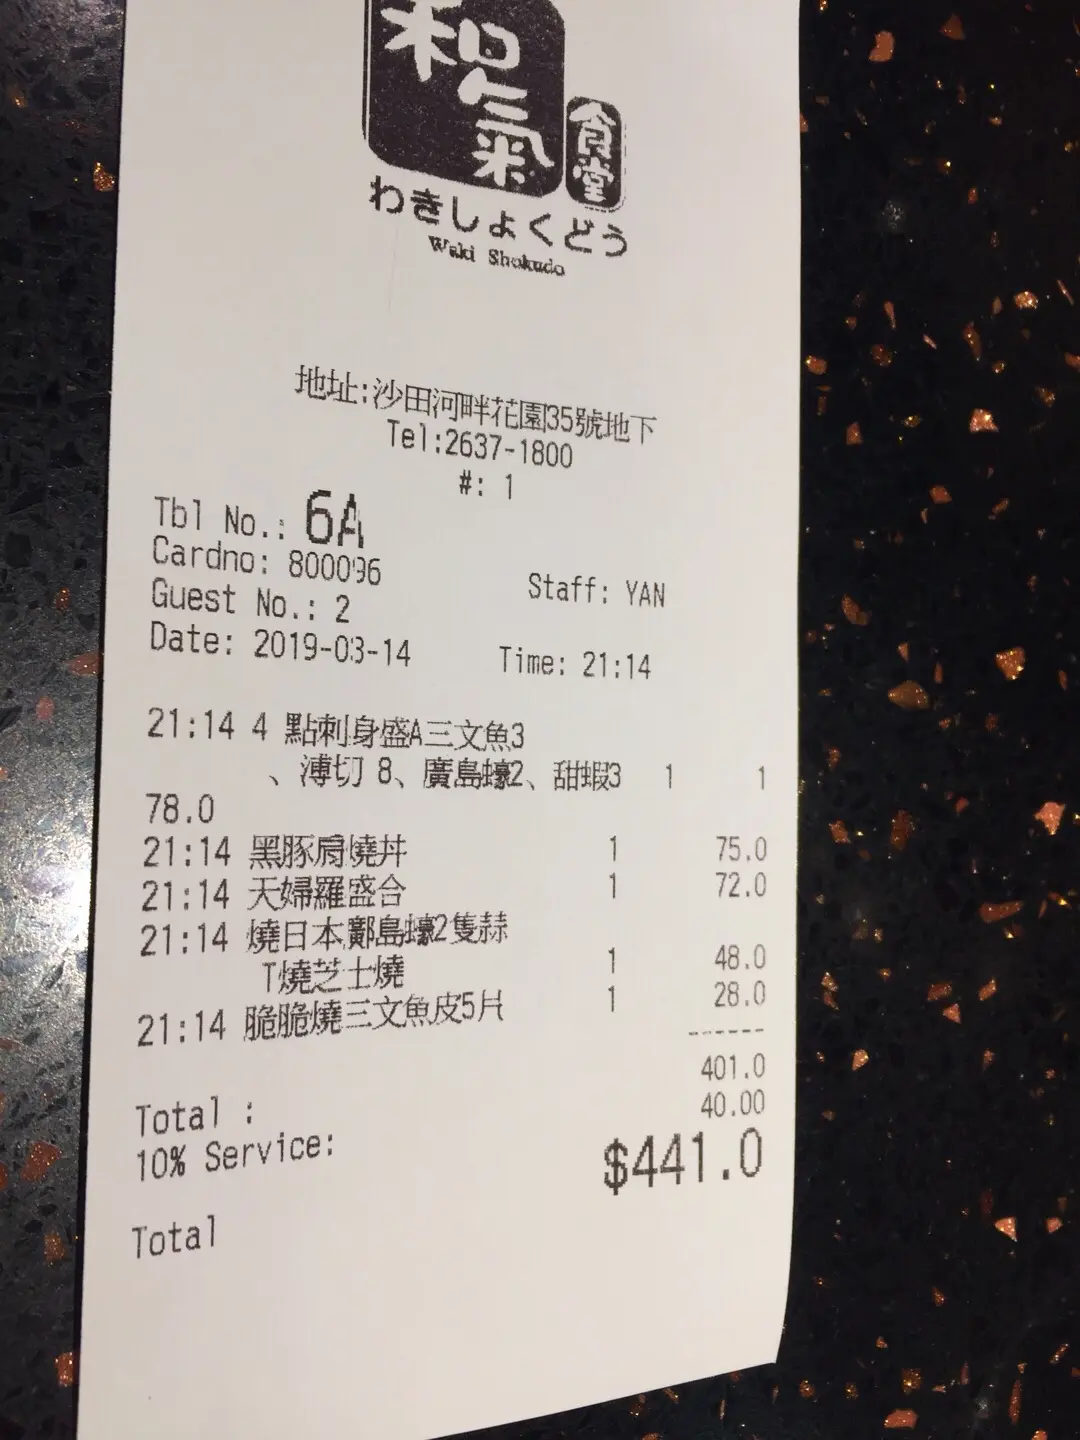 和氣
食堂
わきしょくどう
Waki Shokudo
地址:沙田河畔花園35號地下
Tel:2637-1800
#: 1
Tbl No.: 6A
Cardno: 800096
Staff: YAN
Guest No.: 2
Date: 2019-03-14 Time: 21:14
21:14 4 點刺身盛A三文魚3
、溥切 8、廣島蠔2、甜蝦3 1 1
78.0
21:14 黑豚肩燒丼 1 75.0
21:14 天婦羅盛合 1 72.0
21:14 燒日本鄺島蠔2隻赫
T燒芝士燒 1 48.0
21:14 脆脆燒三文魚皮5片 1 28.0
------
Total : 401.0
10% Service: 40.00
Total $441.0